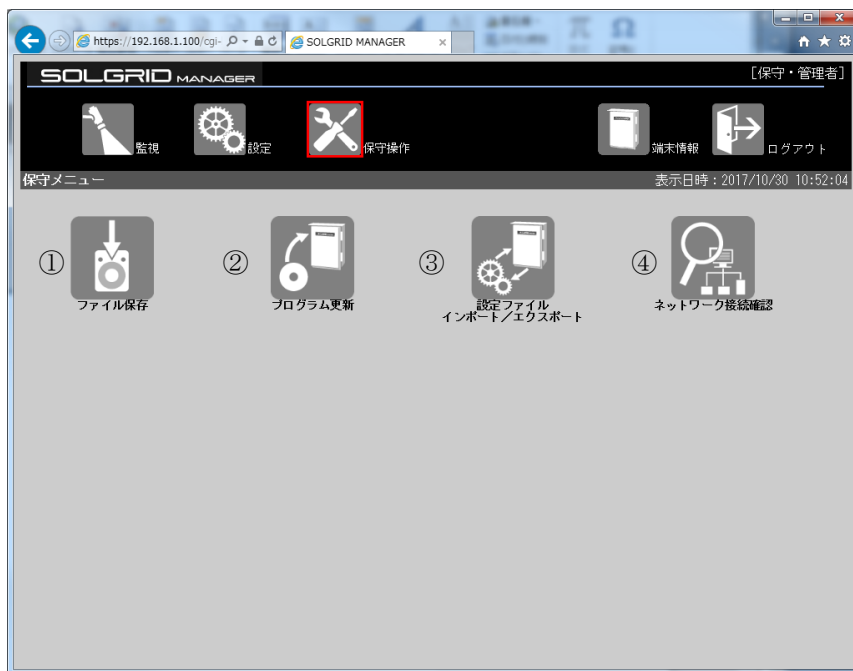 https://192.168.1.100/cgi-
SOLGRID MANAGER
SOLGRID MANAGER
[保守・管理者]
監視
設定
保守操作
端末情報
ログアウト
保守メニュー
表示日時：2017/10/30 10:52:04
①
ファイル保存
②
プログラム更新
③
設定ファイル
インポート／エクスポート
④
ネットワーク接続確認